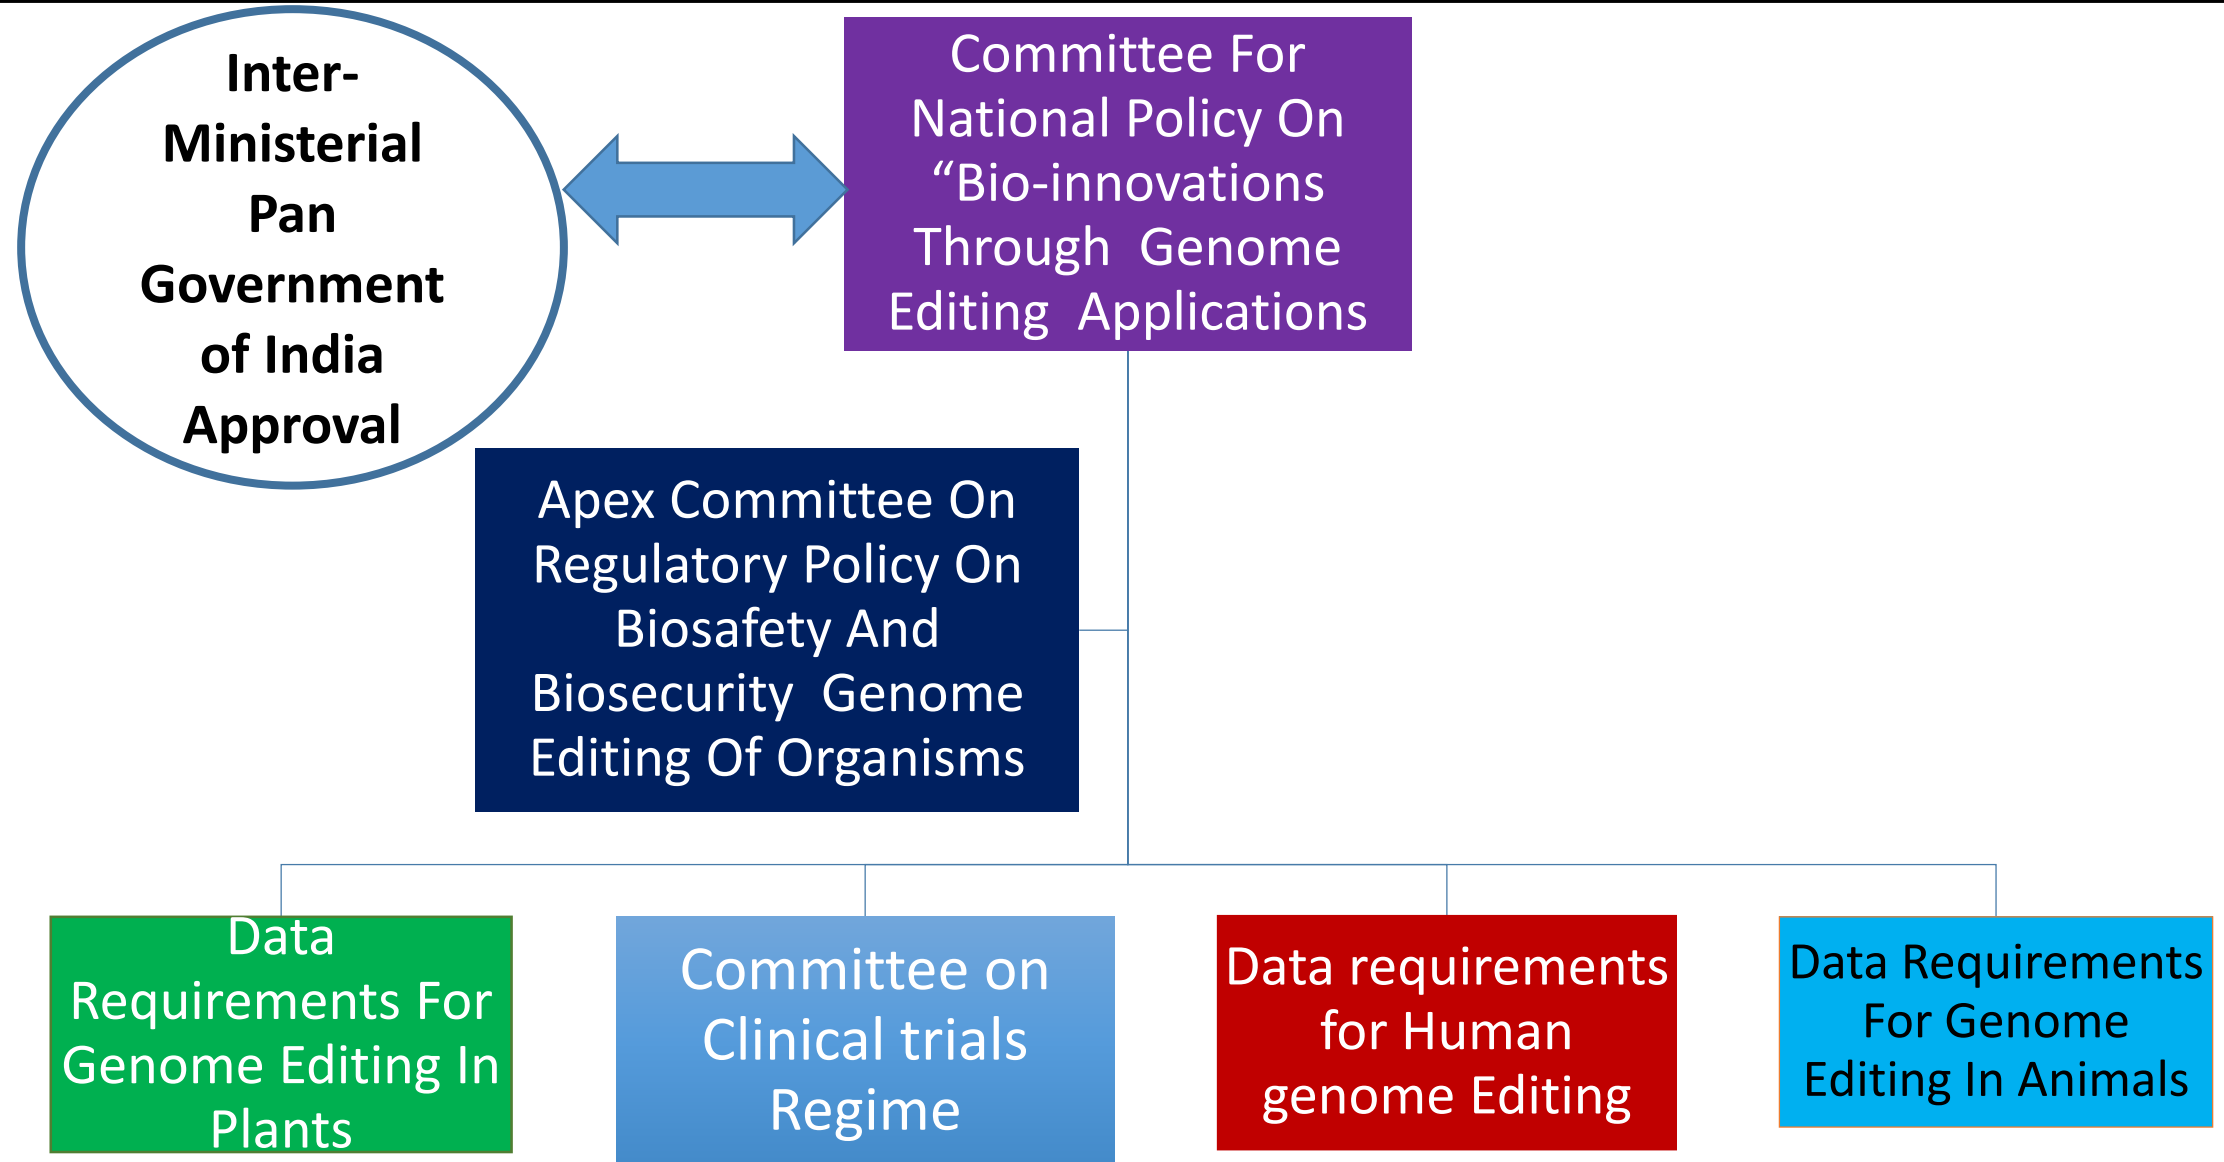 Inter-
Ministerial
Pan
Government
of India
Approval
Committee For
National Policy On
“Bio-innovations
Through Genome
Editing Applications
Apex Committee On
Regulatory Policy On
Biosafety And
Biosecurity Genome
Editing Of Organisms
Data
Requirements For
Genome Editing In
Plants
Committee on
Clinical trials
Regime
Data requirements
for Human
genome Editing
Data Requirements
For Genome
Editing In Animals